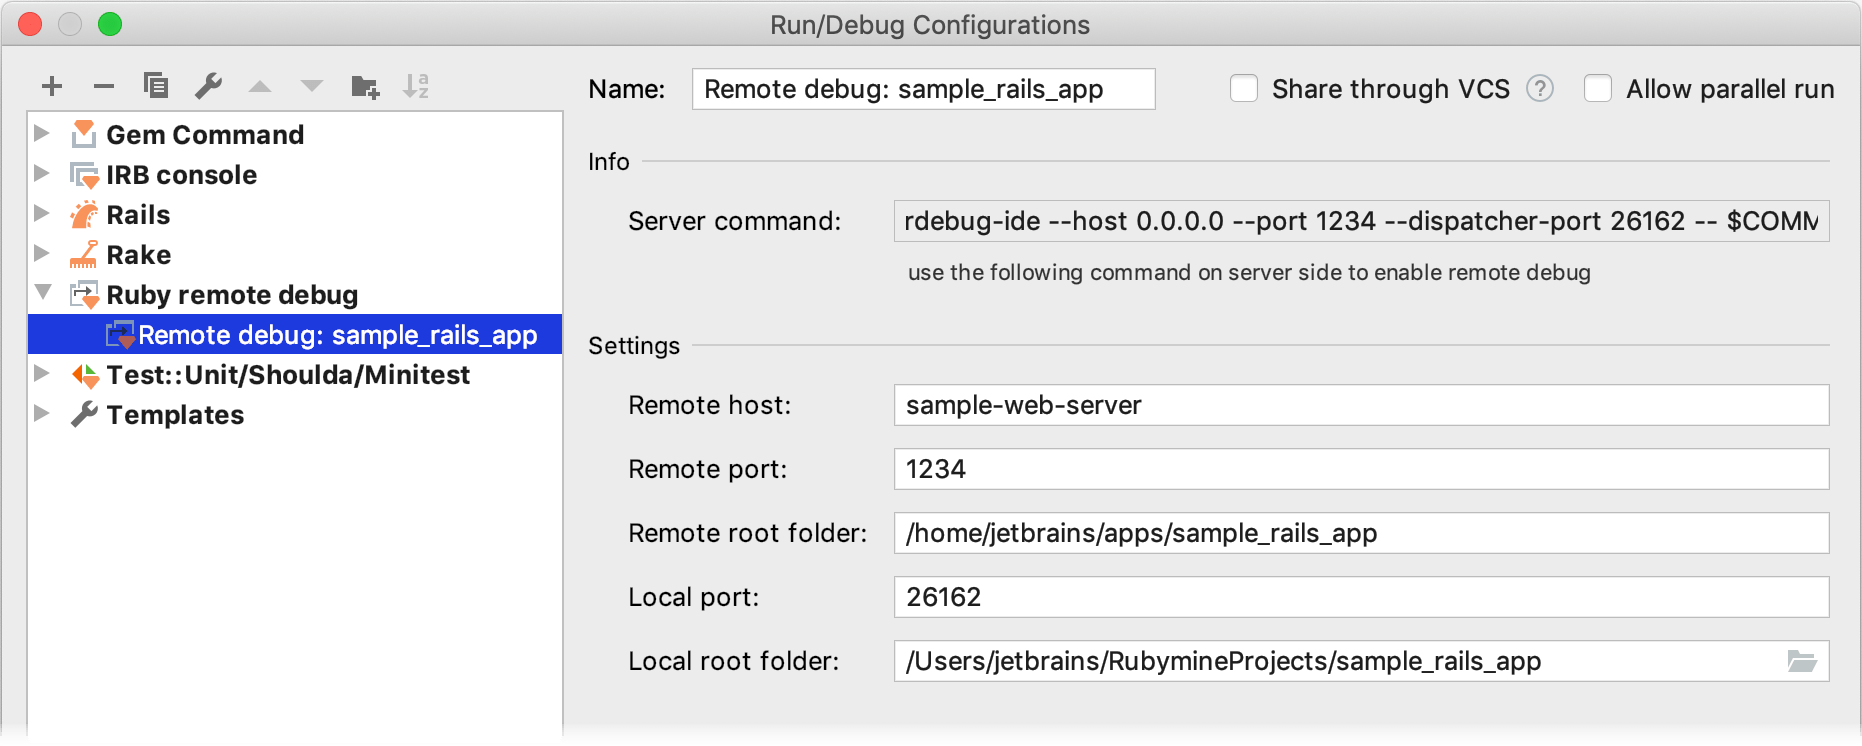 Run/Debug Configurations
Name: Remote debug: sample_rails_app Share through VCS ? Allow parallel run
Gem Command
IRB console
Rails
Rake
Ruby remote debug
Remote debug: sample_rails_app
Test::Unit/Shoulda/Minitest
Templates
Info
Server command: rdebug-ide --host 0.0.0.0 --port 1234 --dispatcher-port 26162 -- $COMM
use the following command on server side to enable remote debug
Settings
Remote host: sample-web-server
Remote port: 1234
Remote root folder: /home/jetbrains/apps/sample_rails_app
Local port: 26162
Local root folder: /Users/jetbrains/RubymineProjects/sample_rails_app